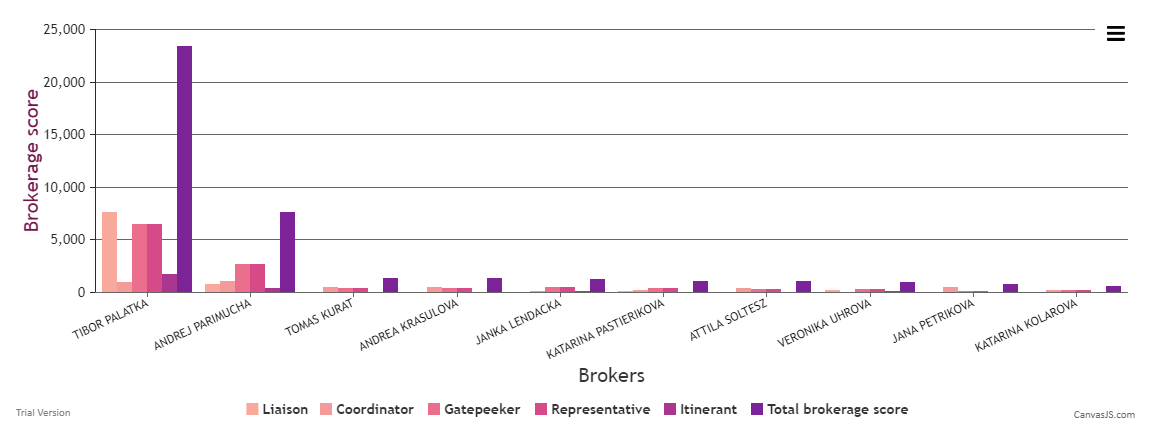 25,000
20,000
15,000
10,000
5,000
0
Brokerage score
TIBOR PALATKA
ANDREJ PARIMUCHA
TOMAS KURAT
ANDREA KRASULOVA
JANKA LENDACKA
KATARINA PASTIERIKOVA
ATTILA SOLTESZ
VERONIKA UHROVA
JANA PETRIKOVA
KATARINA KOLAROVA
Brokers
Liaison Coordinator Gatepeeker Representative Itinerant Total brokerage score
Trial Version
CanvasJS.com